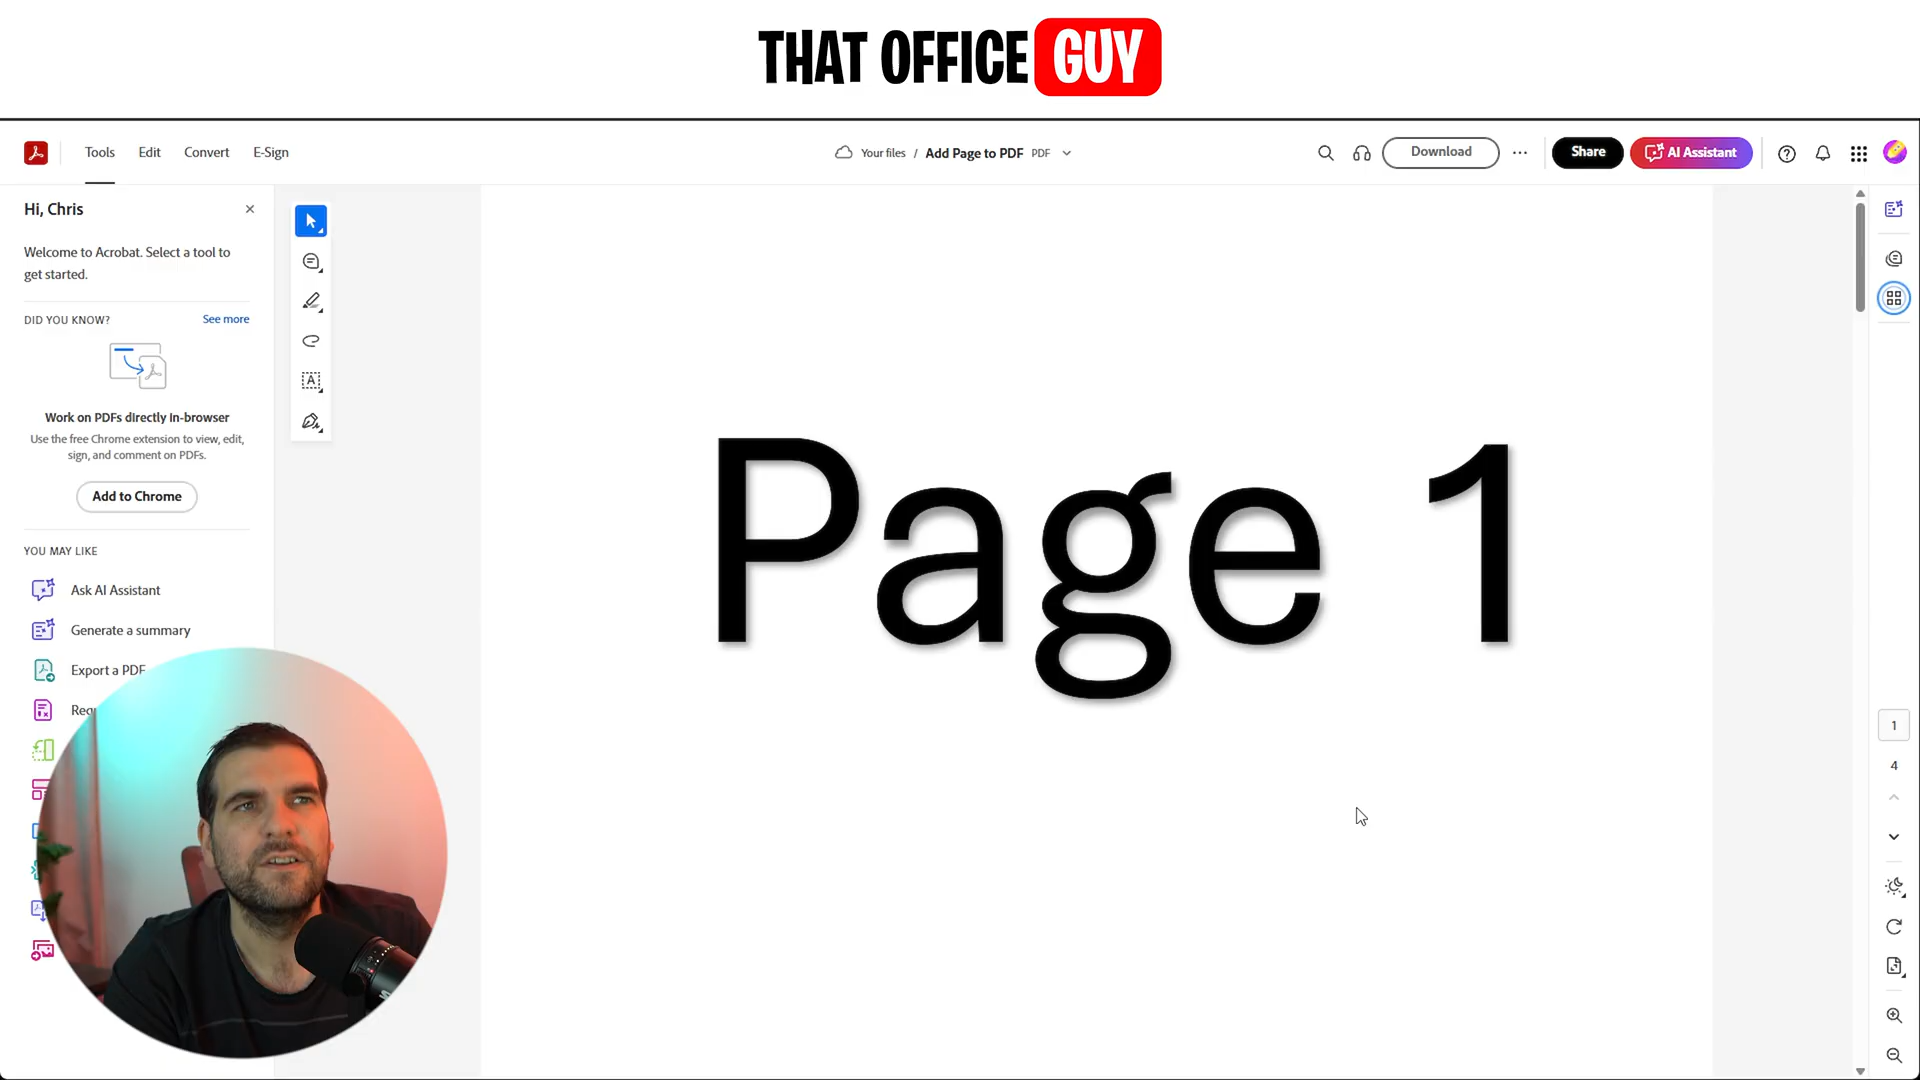 THAT OFFICE GUY
Tools Edit Convert E-Sign
Your files / Add Page to PDF PDF
Download
Share
AI Assistant
Hi, Chris
Welcome to Acrobat. Select a tool to
get started.
DID YOU KNOW? See more
Work on PDFs directly in-browser
Use the free Chrome extension to view, edit,
sign, and comment on PDFs.
Add to Chrome
YOU MAY LIKE
Ask AI Assistant
Generate a summary
Export a PDF
Page 1
1
4